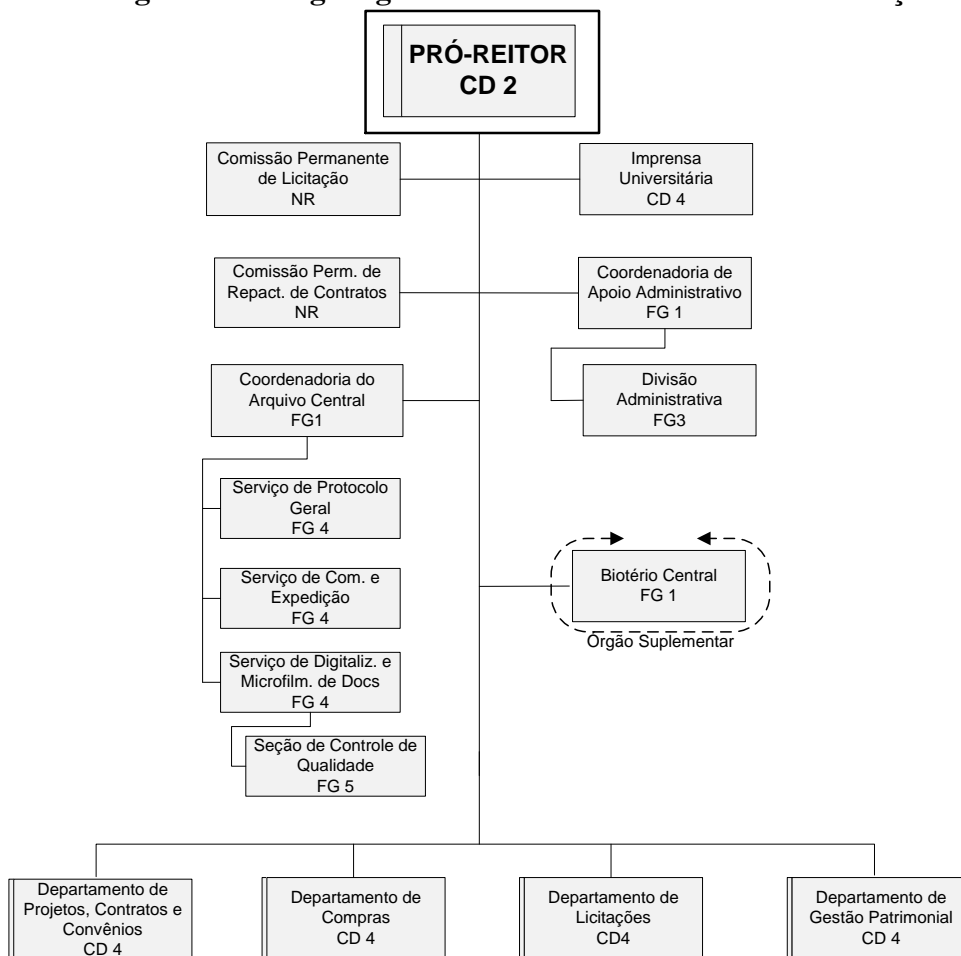 PRÓ-REITOR
CD 2
Comissão Permanente
de Licitação
NR
Imprensa
Universitária
CD 4
Comissão Perm. de
Repact. de Contratos
NR
Coordenadoria de
Apoio Administrativo
FG 1
Coordenadoria do
Arquivo Central
FG1
Divisão
Administrativa
FG3
Serviço de Protocolo
Geral
FG 4
Serviço de Com. e
Expedição
FG 4
Biotério Central
FG 1
Órgão Suplementar
Serviço de Digitaliz. e
Microfilm. de Docs
FG 4
Seção de Controle de
Qualidade
FG 5
Departamento de
Projetos, Contratos e
Convênios
CD 4
Departamento de
Compras
CD 4
Departamento de
Licitações
CD4
Departamento de
Gestão Patrimonial
CD 4